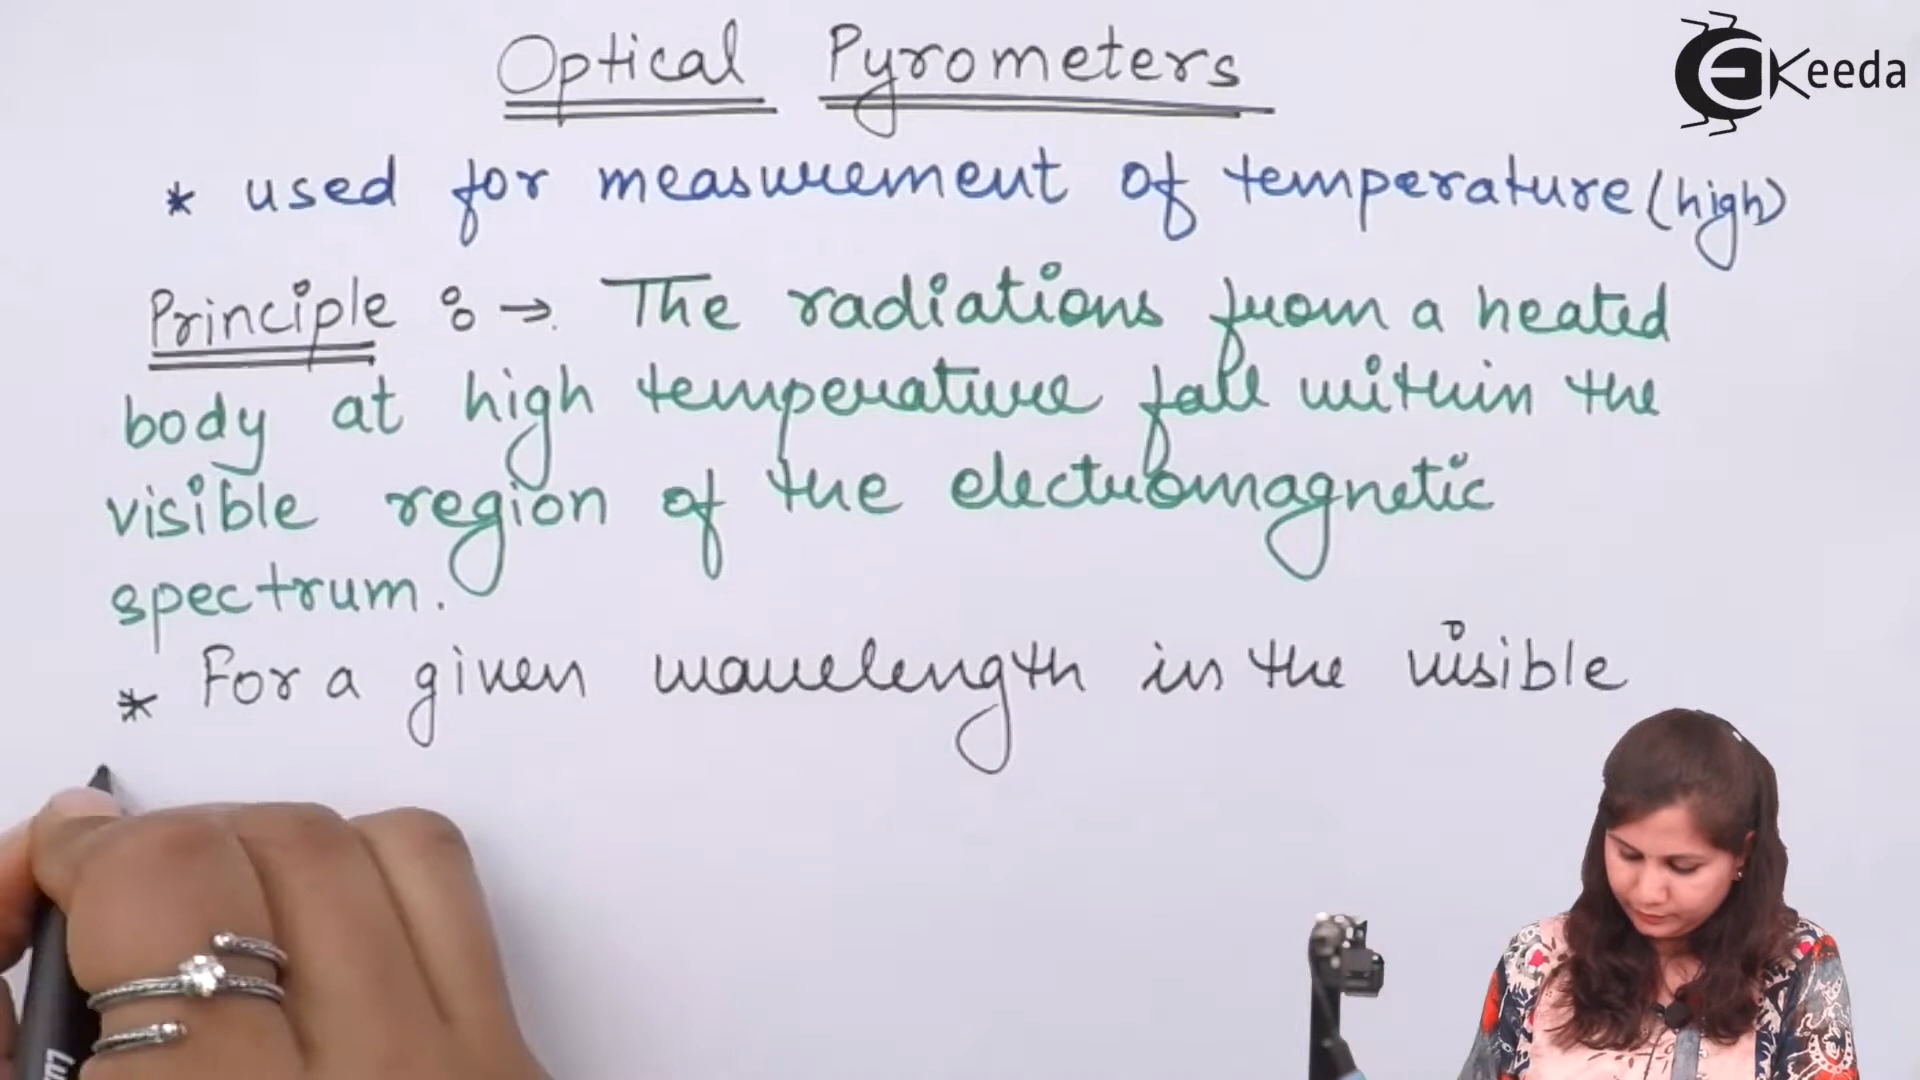 Optical Pyrometers
EKeeda
* used for measurement of temperature (high)
Principle :→ The radiations from a heated
body at high temperature fall within the
visible region of the electromagnetic
spectrum.
* For a given wavelength in the visible